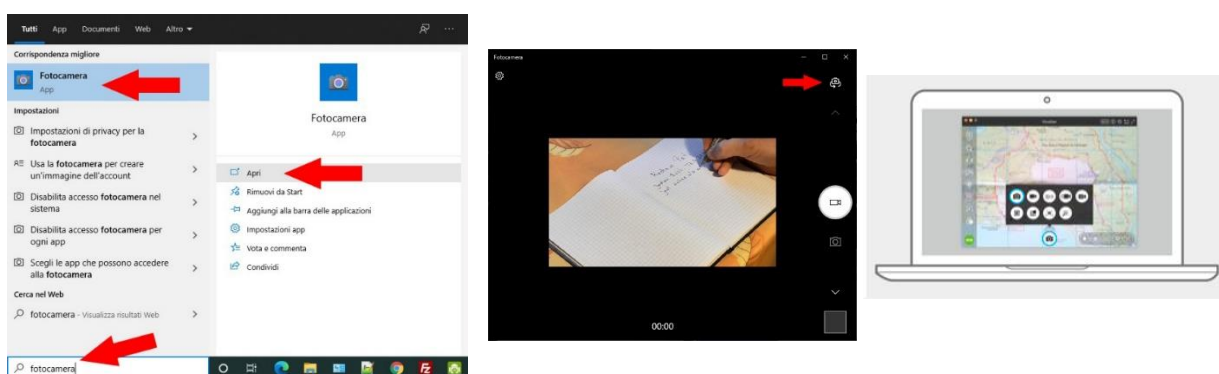 Tutti App Documenti Web Altro
Corrispondenza migliore
Fotocamera
App
Impostazioni
Impostazioni di privacy per la
fotocamera
Usa la fotocamera per creare
un'immagine dell'account
Disabilita accesso fotocamera nel
sistema
Disabilita accesso fotocamera per
ogni app
Scegli le app che possono accedere
alla fotocamera
Cerca nel Web
fotocamera - Visualizza risultati Web
fotocamera
Fotocamera
App
Apri
Rimuovi da Start
Aggiungi alla barra delle applicazioni
Impostazioni app
Vota e commenta
Condividi
Fz
Fotocamera
00:00